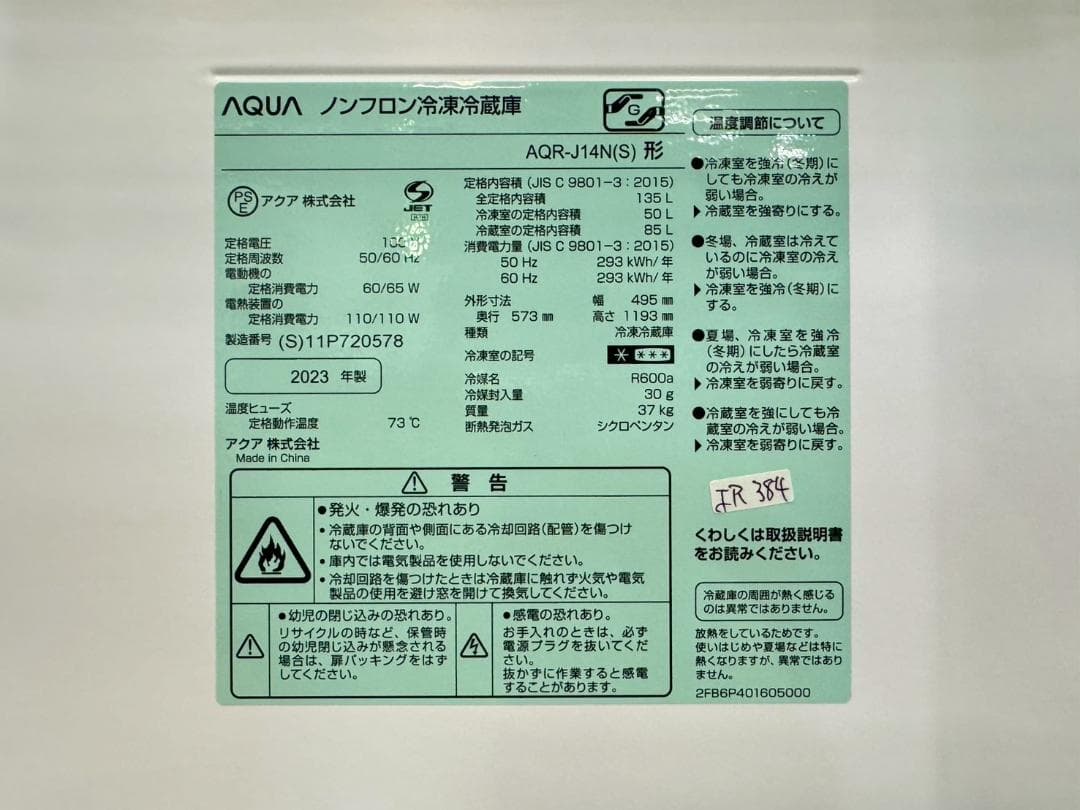 AQUA ノンフロン冷凍冷蔵庫
G
AQR-J14N(S) 形
PS
E
アクア 株式会社
JET
定格電圧
定格周波数 50/60 Hz
電動機の
定格消費電力 60/65 W
電熱装置の
定格消費電力 110/110 W
製造番号 (S)11P720578
2023 年製
温度ヒューズ
定格動作温度 73 ℃
アクア 株式会社
Made in China
定格内容積 (JIS C 9801-3 : 2015)
全定格内容積 135 L
冷凍室の定格内容積 50 L
冷蔵室の定格内容積 85 L
消費電力量 (JIS C 9801-3 : 2015)
50 Hz 293 kWh/年
60 Hz 293 kWh/年
外形寸法 幅 495 mm
奥行 573 mm 高さ 1193 mm
種類 冷凍冷蔵庫
冷凍室の記号
冷媒名 R600a
冷媒封入量 30 g
質量 37 kg
断熱発泡ガス シクロペンタン
警告
●発火・爆発の恐れあり
•冷蔵庫の背面や側面にある冷却回路(配管)を傷つけ
ないでください。
•庫内では電気製品を使用しないでください。
•冷却回路を傷つけたときは冷蔵庫に触れず火気や電気
製品の使用を避け窓を開けて換気してください。
●幼児の閉じ込みの恐れあり。
リサイクルの時など、保管時
の幼児閉じ込みが懸念される
場合は、扉パッキングをはず
してください。
●感電の恐れあり。
お手入れのときは、必ず
電源プラグを抜いてくだ
さい。
抜かずに作業すると感電
することがあります。
温度調節について
●冷凍室を強冷(冬期)に
しても冷凍室の冷えが
弱い場合。
▶冷蔵室を強寄りにする。
●冬場、冷蔵室は冷えて
いるのに冷凍室の冷え
が弱い場合。
▶冷凍室を強冷(冬期)に
する。
●夏場、冷凍室を強冷
(冬期)にしたら冷蔵室
の冷えが弱い場合。
▶冷凍室を弱寄りに戻す。
●冷蔵室を強にしても冷
蔵室の冷えが弱い場合。
▶冷凍室を弱寄りに戻す。
384
くわしくは取扱説明書
をお読みください。
冷蔵庫の周囲が熱く感じる
のは異常ではありません。
放熱をしているためです。
使いはじめや夏場などは特に
熱くなりますが、異常ではあり
ません。
2FB6P401605000